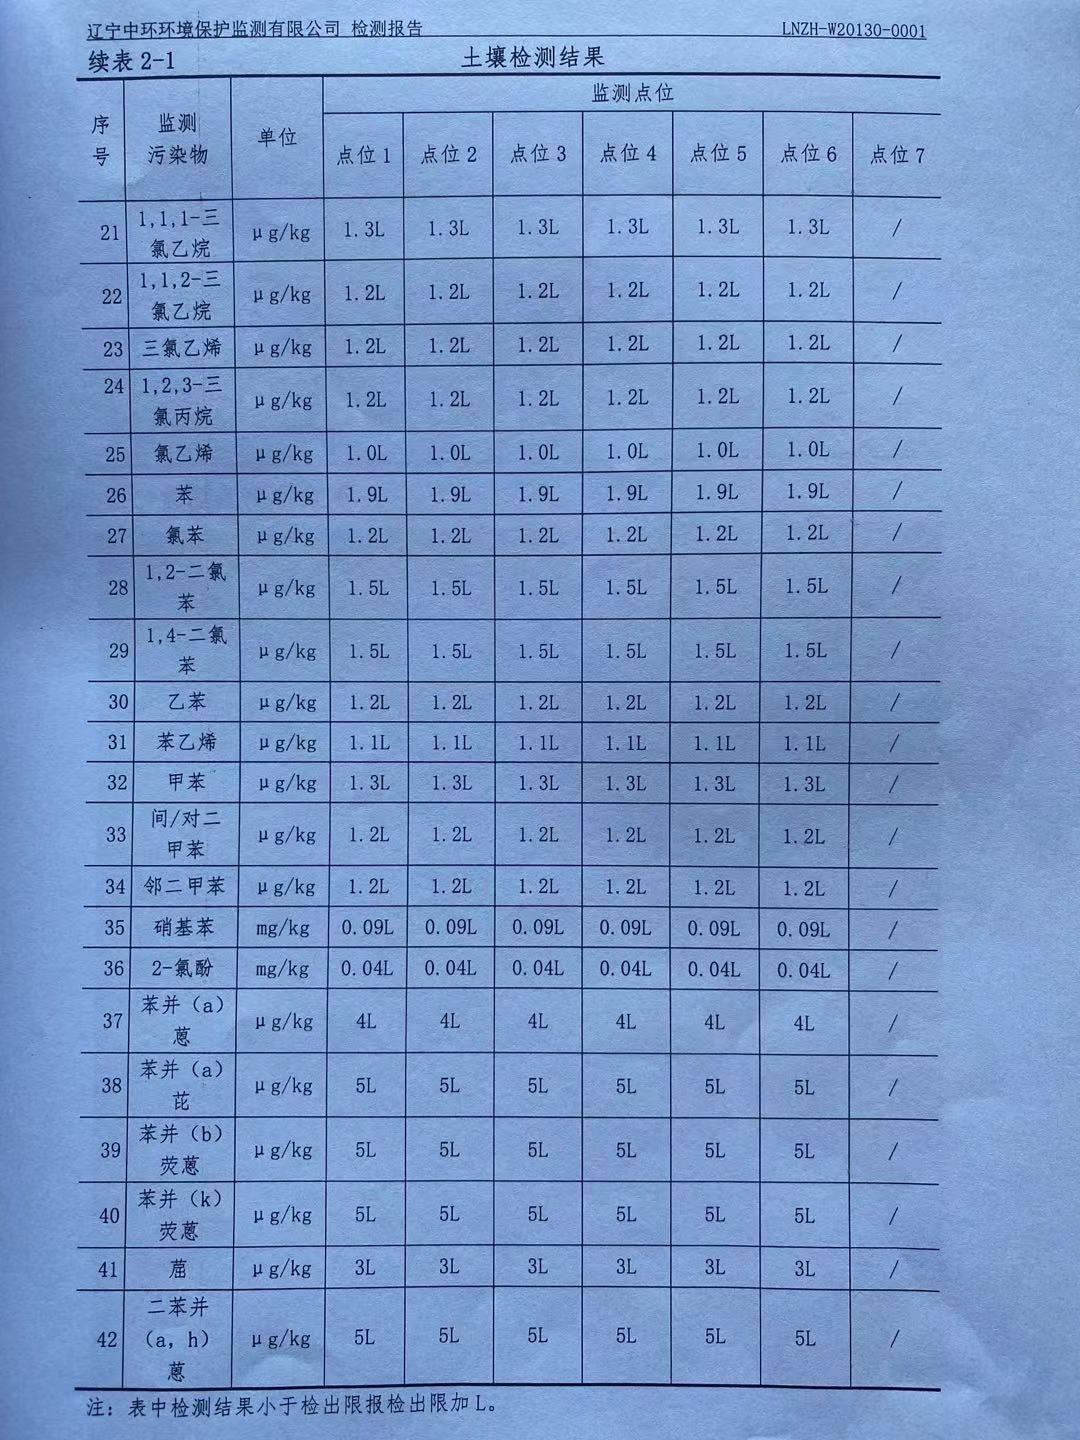 辽宁中环环境保护监测有限公司 检测报告 LNZH-W20130-0001
续表 2-1 土壤检测结果
序号 监测污染物 单位 监测点位
点位 1 点位 2 点位 3 点位 4 点位 5 点位 6 点位 7
21 1,1,1-三氯乙烷 μg/kg 1.3L 1.3L 1.3L 1.3L 1.3L 1.3L /
22 1,1,2-三氯乙烷 μg/kg 1.2L 1.2L 1.2L 1.2L 1.2L 1.2L /
23 三氯乙烯 μg/kg 1.2L 1.2L 1.2L 1.2L 1.2L 1.2L /
24 1,2,3-三氯丙烷 μg/kg 1.2L 1.2L 1.2L 1.2L 1.2L 1.2L /
25 氯乙烯 μg/kg 1.0L 1.0L 1.0L 1.0L 1.0L 1.0L /
26 苯 μg/kg 1.9L 1.9L 1.9L 1.9L 1.9L 1.9L /
27 氯苯 μg/kg 1.2L 1.2L 1.2L 1.2L 1.2L 1.2L /
28 1,2-二氯苯 μg/kg 1.5L 1.5L 1.5L 1.5L 1.5L 1.5L /
29 1,4-二氯苯 μg/kg 1.5L 1.5L 1.5L 1.5L 1.5L 1.5L /
30 乙苯 μg/kg 1.2L 1.2L 1.2L 1.2L 1.2L 1.2L /
31 苯乙烯 μg/kg 1.1L 1.1L 1.1L 1.1L 1.1L 1.1L /
32 甲苯 μg/kg 1.3L 1.3L 1.3L 1.3L 1.3L 1.3L /
33 间/对二甲苯 μg/kg 1.2L 1.2L 1.2L 1.2L 1.2L 1.2L /
34 邻二甲苯 μg/kg 1.2L 1.2L 1.2L 1.2L 1.2L 1.2L /
35 硝基苯 mg/kg 0.09L 0.09L 0.09L 0.09L 0.09L 0.09L /
36 2-氯酚 mg/kg 0.04L 0.04L 0.04L 0.04L 0.04L 0.04L /
37 苯并（a）蒽 μg/kg 4L 4L 4L 4L 4L 4L /
38 苯并（a）芘 μg/kg 5L 5L 5L 5L 5L 5L /
39 苯并（b）荧蒽 μg/kg 5L 5L 5L 5L 5L 5L /
40 苯并（k）荧蒽 μg/kg 5L 5L 5L 5L 5L 5L /
41 䓛 μg/kg 3L 3L 3L 3L 3L 3L /
42 二苯并（a, h）蒽 μg/kg 5L 5L 5L 5L 5L 5L /
注：表中检测结果小于检出限报检出限加 L。